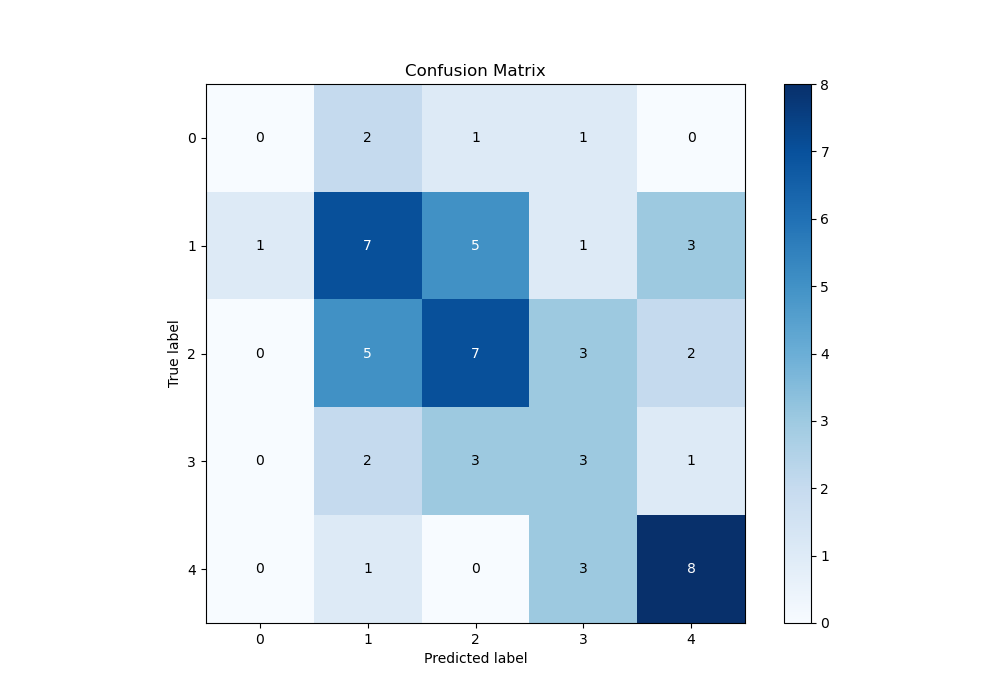 Confusion Matrix
0 0 2 1 1 0
1 1 7 5 1 3
2 0 5 7 3 2
3 0 2 3 3 1
4 0 1 0 3 8
0 1 2 3 4
Predicted label
True label
8
7
6
5
4
3
2
1
0